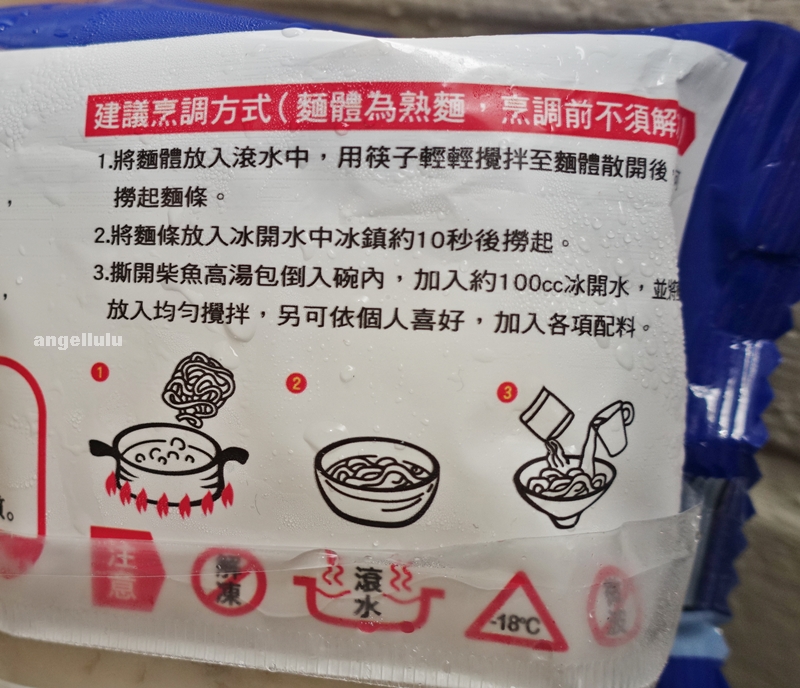 建議烹調方式(麵體為熟麵，烹調前不須解
1.將麵體放入滾水中，用筷子輕輕攪拌至麵體散開後
撈起麵條。
2.將麵條放入冰開水中冰鎮約10秒後撈起。
3.撕開柴魚高湯包倒入碗內，加入約100cc冰開水，並將
放入均勻攪拌，另可依個人喜好，加入各項配料。
angellulu
1
2
3
注意
解凍
滾水
-18℃